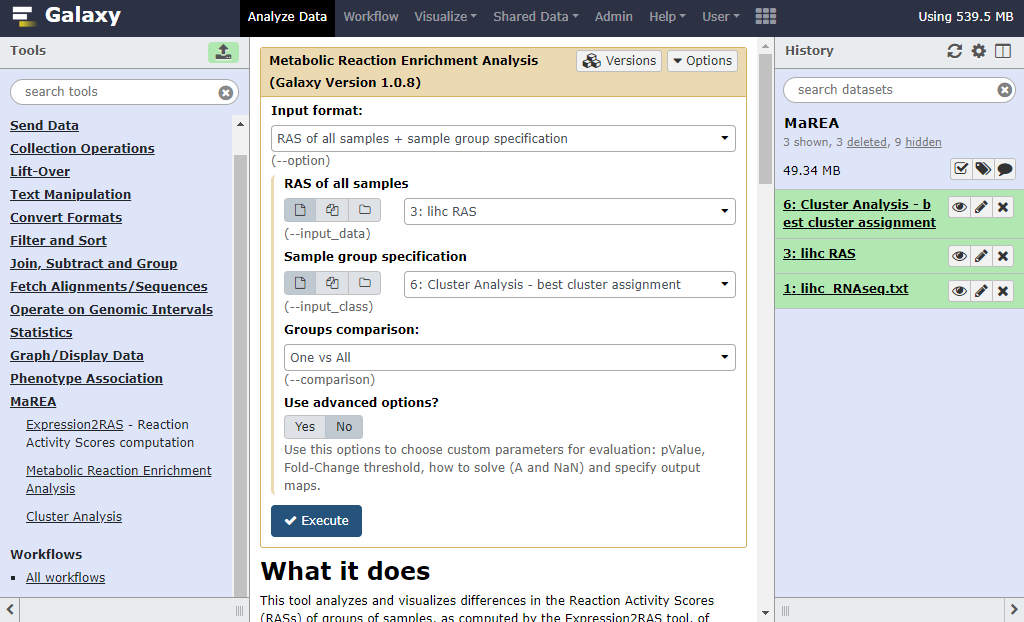 Galaxy
Analyze Data Workflow Visualize Shared Data Admin Help User Using 539.5 MB
Tools
search tools
Send Data
Collection Operations
Lift-Over
Text Manipulation
Convert Formats
Filter and Sort
Join, Subtract and Group
Fetch Alignments/Sequences
Operate on Genomic Intervals
Statistics
Graph/Display Data
Phenotype Association
MaREA
Expression2RAS - Reaction
Activity Scores computation
Metabolic Reaction Enrichment
Analysis
Cluster Analysis
Workflows
All workflows
Metabolic Reaction Enrichment Analysis
(Galaxy Version 1.0.8)
Versions
Options
Input format:
RAS of all samples + sample group specification
(--option)
RAS of all samples
3: lihc RAS
(--input_data)
Sample group specification
6: Cluster Analysis - best cluster assignment
(--input_class)
Groups comparison:
One vs All
(--comparison)
Use advanced options?
Yes No
Use this options to choose custom parameters for evaluation: pValue,
Fold-Change threshold, how to solve (A and NaN) and specify output
maps.
Execute
What it does
This tool analyzes and visualizes differences in the Reaction Activity Scores
(RASs) of groups of samples, as computed by the Expression2RAS tool, of
History
search datasets
MaREA
3 shown, 3 deleted, 9 hidden
49.34 MB
6: Cluster Analysis - b
est cluster assignment
3: lihc RAS
1: lihc_RNAseq.txt